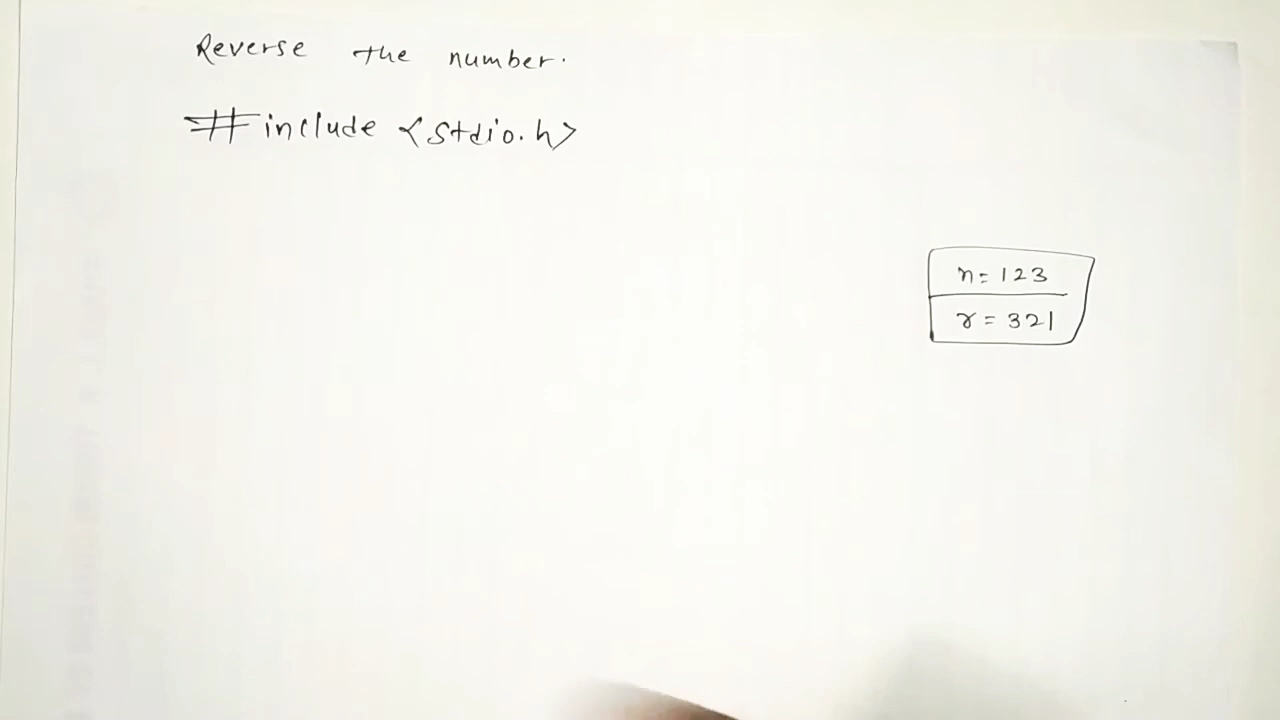 Reverse the number.
#include <stdio.h>
n = 123
r = 321